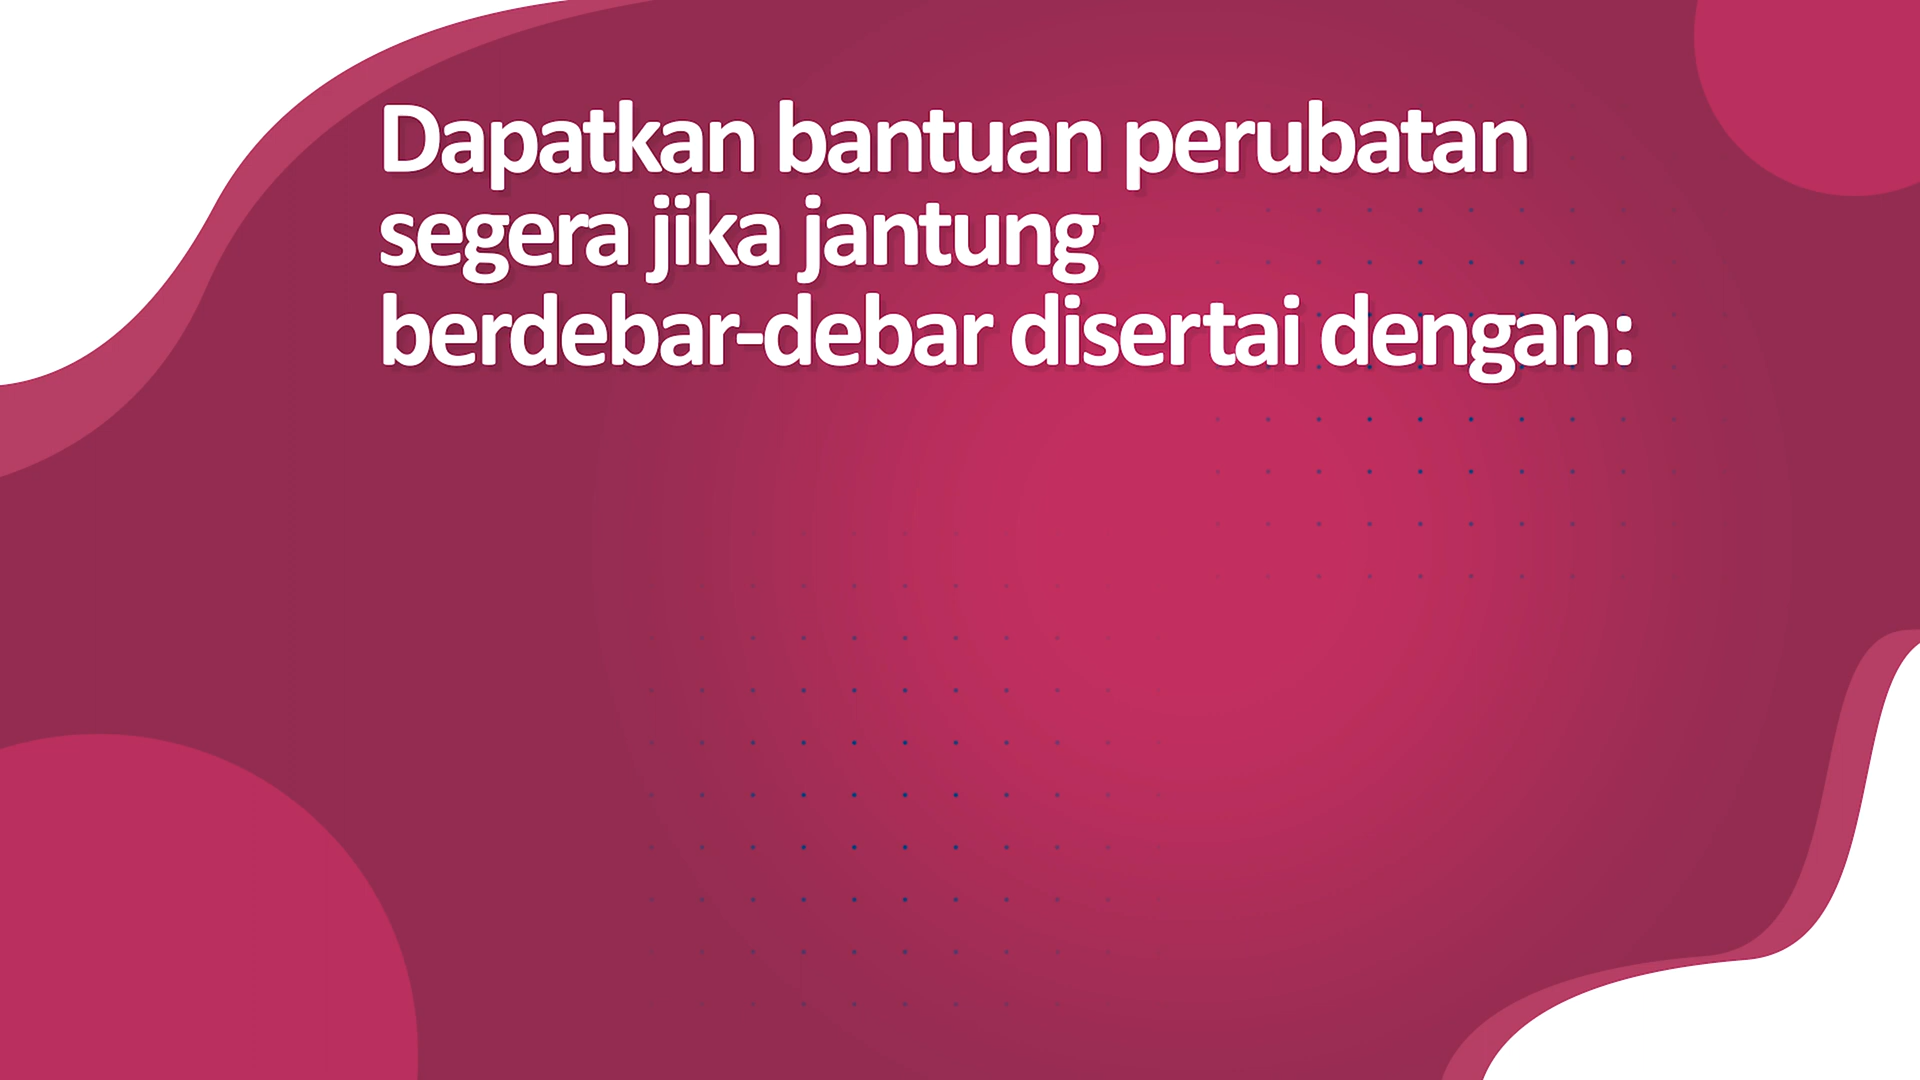 Dapatkan bantuan perubatan
segera jika jantung
berdebar-debar disertai dengan: